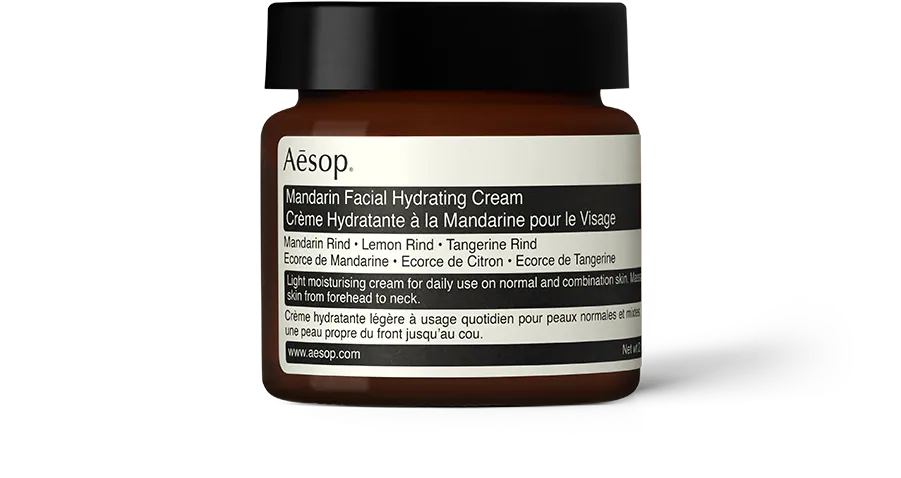 Aēsop®
Mandarin Facial Hydrating Cream
Crème Hydratante à la Mandarine pour le Visage
Mandarin Rind • Lemon Rind • Tangerine Rind
Ecorce de Mandarine • Ecorce de Citron • Ecorce de Tangerine
Light moisturising cream for daily use on normal and combination skin.
skin from forehead to neck.
Crème hydratante légère à usage quotidien pour peaux normales et mixtes.
une peau propre du front jusqu'au cou.
www.aesop.com
Net wt 2